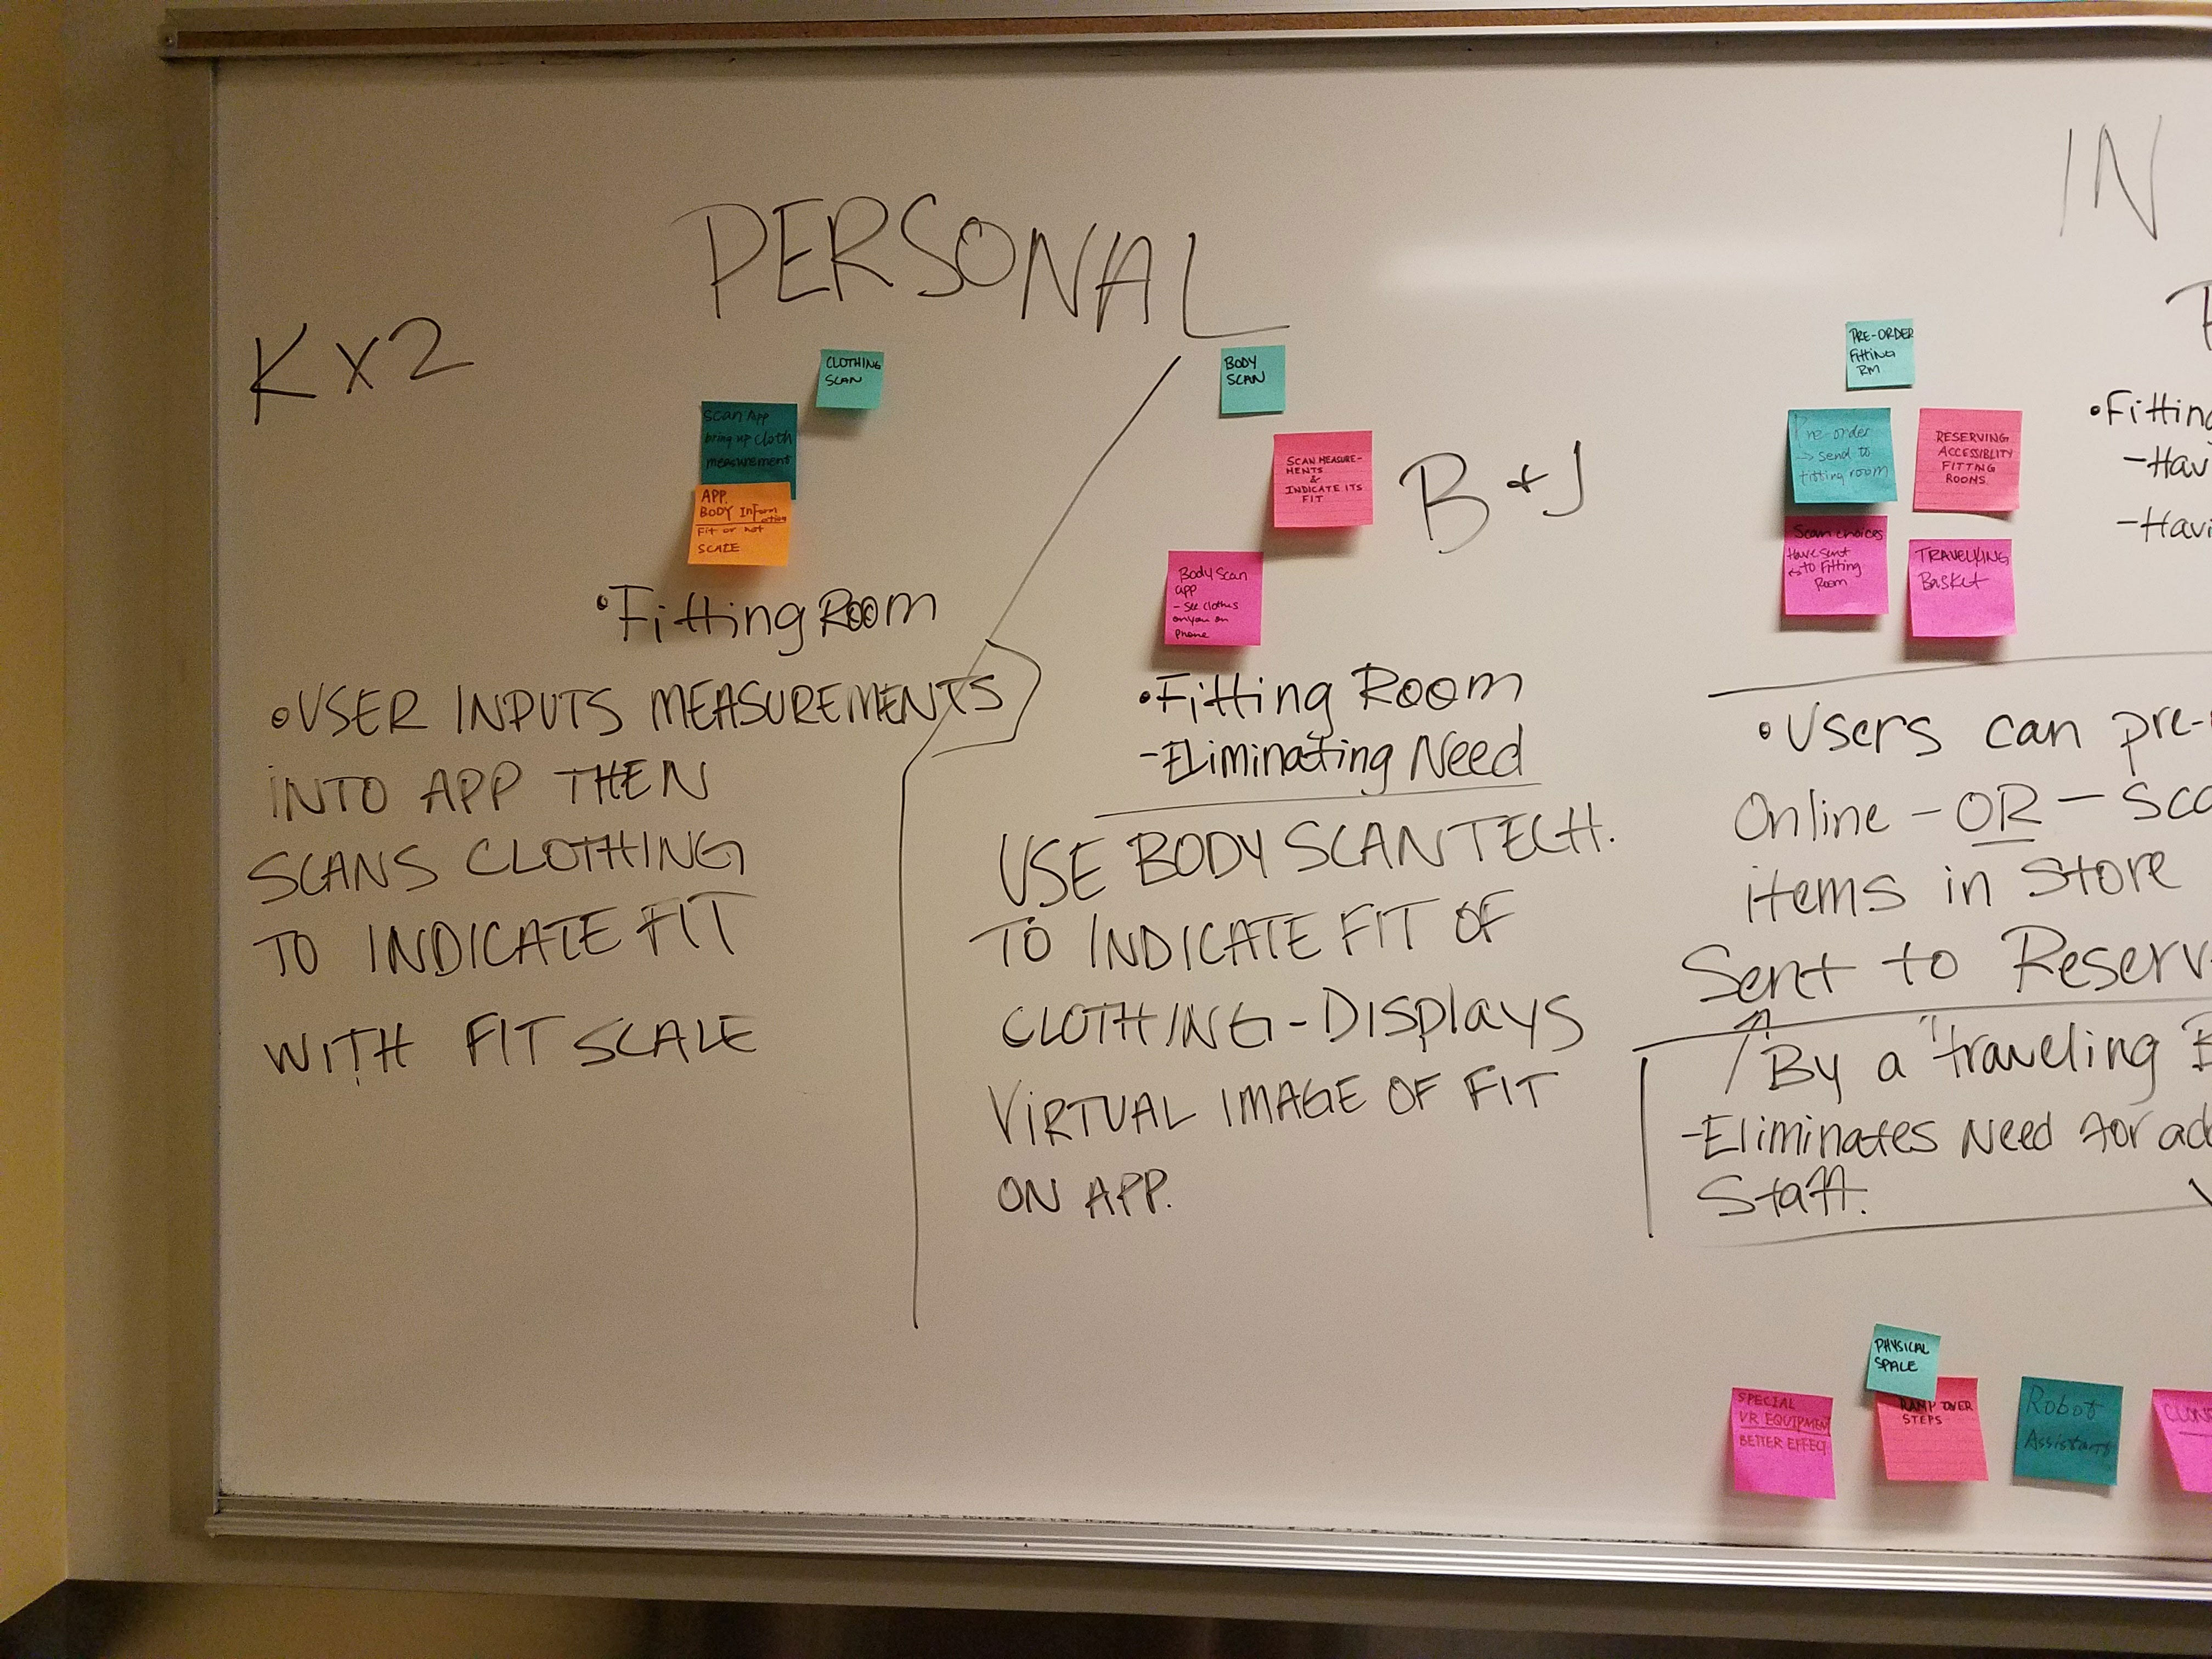 PERSONAL
K x 2
CLOTHING
SCAN
Scan App
bring up cloth
measurement
APP.
BODY Information
Fit or not
SCALE
• Fitting Room
• USER INPUTS MEASUREMENTS
INTO APP THEN
SCANS CLOTHING
TO INDICATE FIT
WITH FIT SCALE
BODY
SCAN
SCAN MEASURE-
MENTS
&
INDICATE ITS
FIT
B + J
Body Scan
app
- See clothes
on you on
phone
• Fitting Room
- Eliminating Need
USE BODY SCAN TECH.
TO INDICATE FIT OF
CLOTHING - Displays
VIRTUAL IMAGE OF FIT
ON APP.
IN
PRE-ORDER
Fitting
RM
Pre-order
→ send to
fitting room
RESERVING
ACCESSIBLITY
FITTING
ROOMS
Scan choices
Have sent
to Fitting
Room
TRAVELLING
Basket
• Fitting
- Hav
- Havi
• Users can pre-
Online - OR - Sca
items in Store
Sent to Reserv
By a "traveling B
- Eliminates Need for ad
Staff.
PHYSICAL
SPACE
SPECIAL
VR EQUIPMENT
BETTER EFFECT
RAMP OVER
STEPS
Robot
Assistants